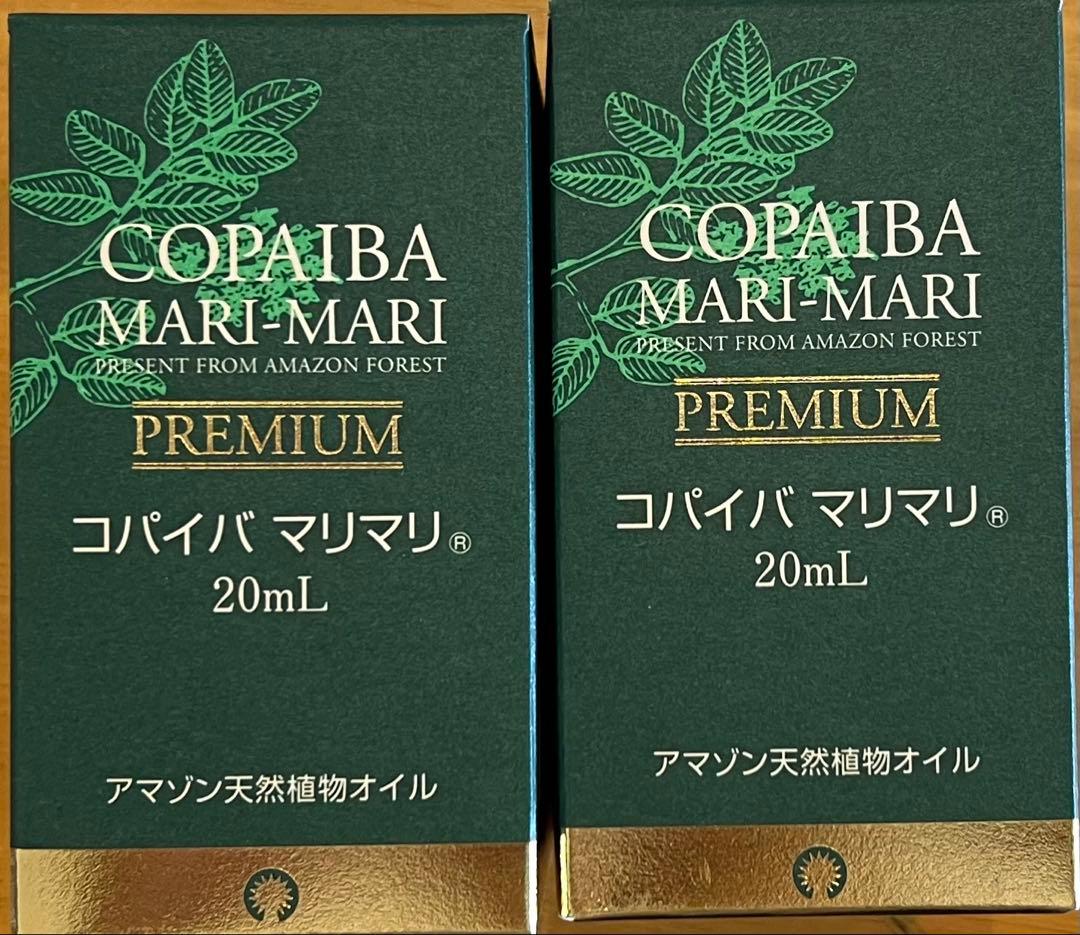 COPAIBA
MARI-MARI
PRESENT FROM AMAZON FOREST
PREMIUM
コパイバ マリマリ®
20mL
アマゾン天然植物オイル
COPAIBA
MARI-MARI
PRESENT FROM AMAZON FOREST
PREMIUM
コパイバ マリマリ®
20mL
アマゾン天然植物オイル